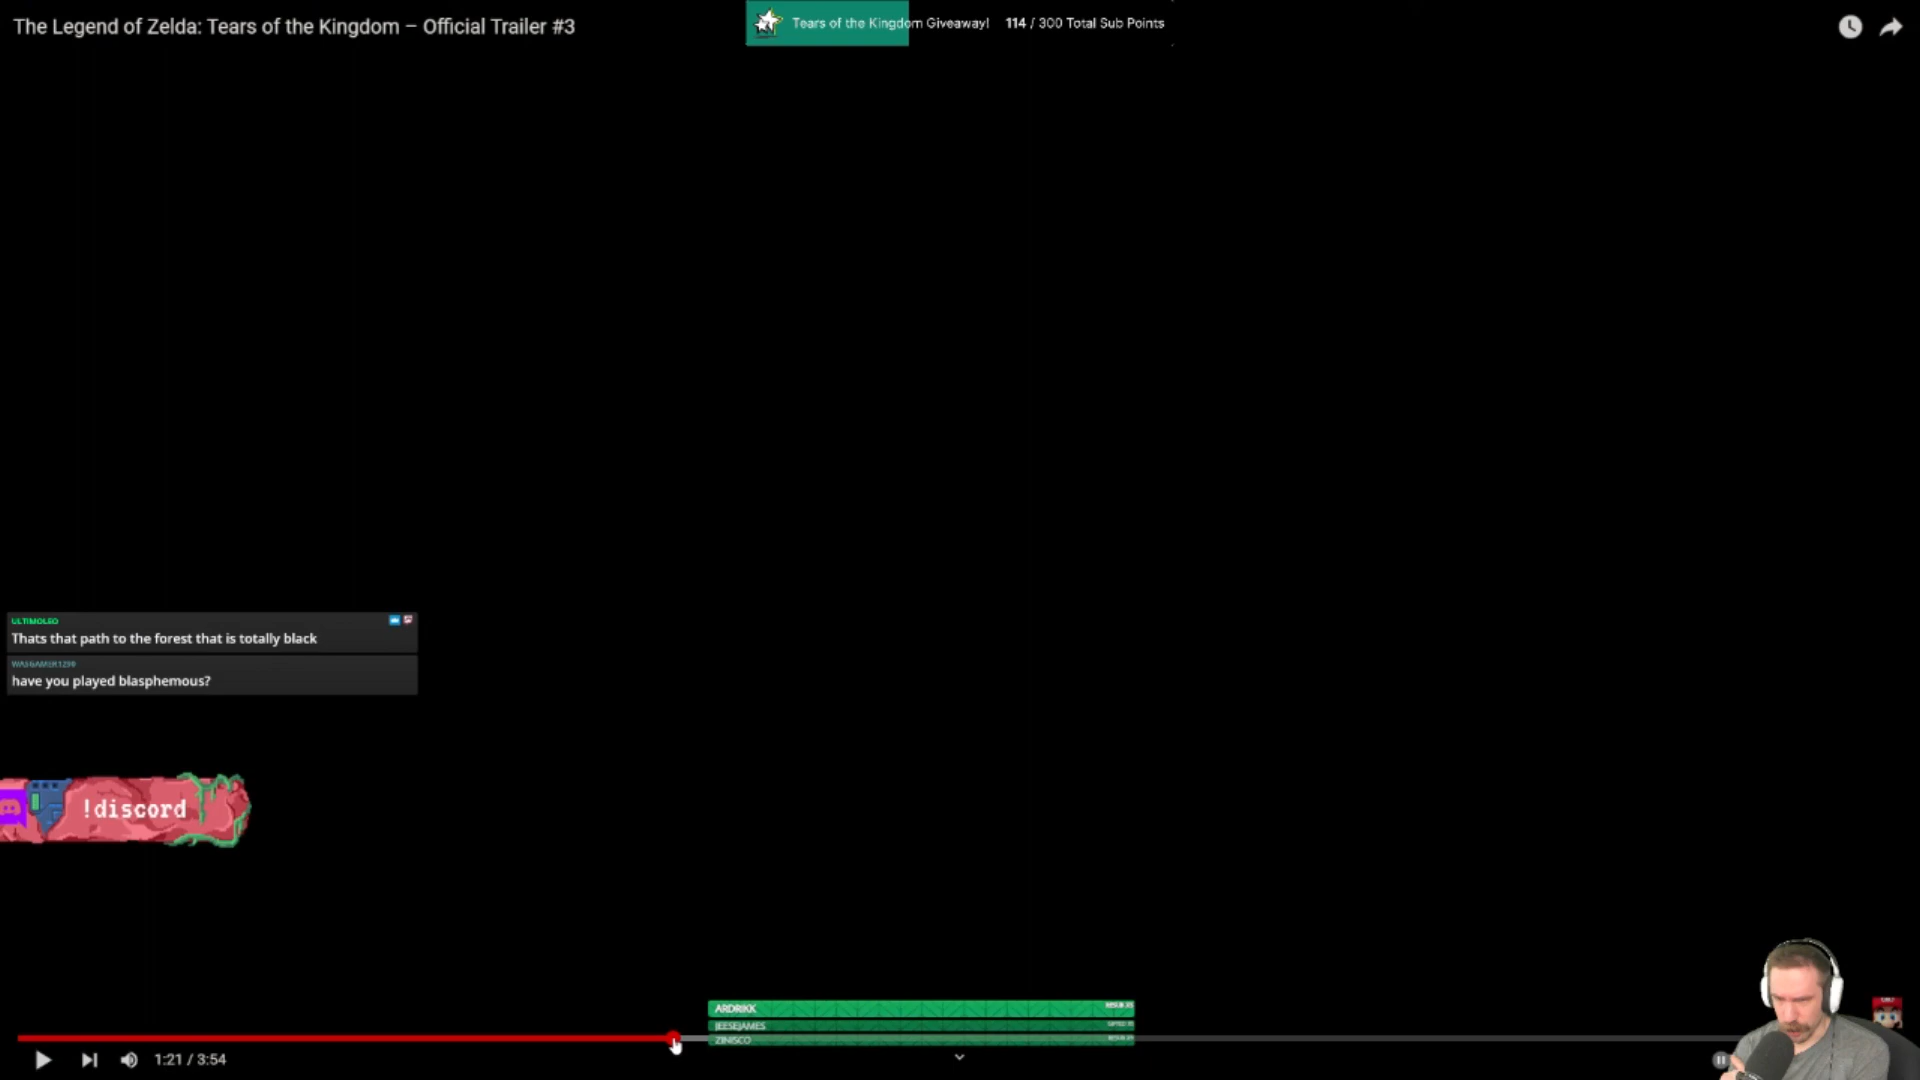 The Legend of Zelda: Tears of the Kingdom – Official Trailer #3
Tears of the Kingdom Giveaway! 114 / 300 Total Sub Points
ULTIMOLEO
Thats that path to the forest that is totally black
have you played blasphemous?
!discord
ARDRIKK
JEESEJAMES
ZINISCO
1:21 / 3:54